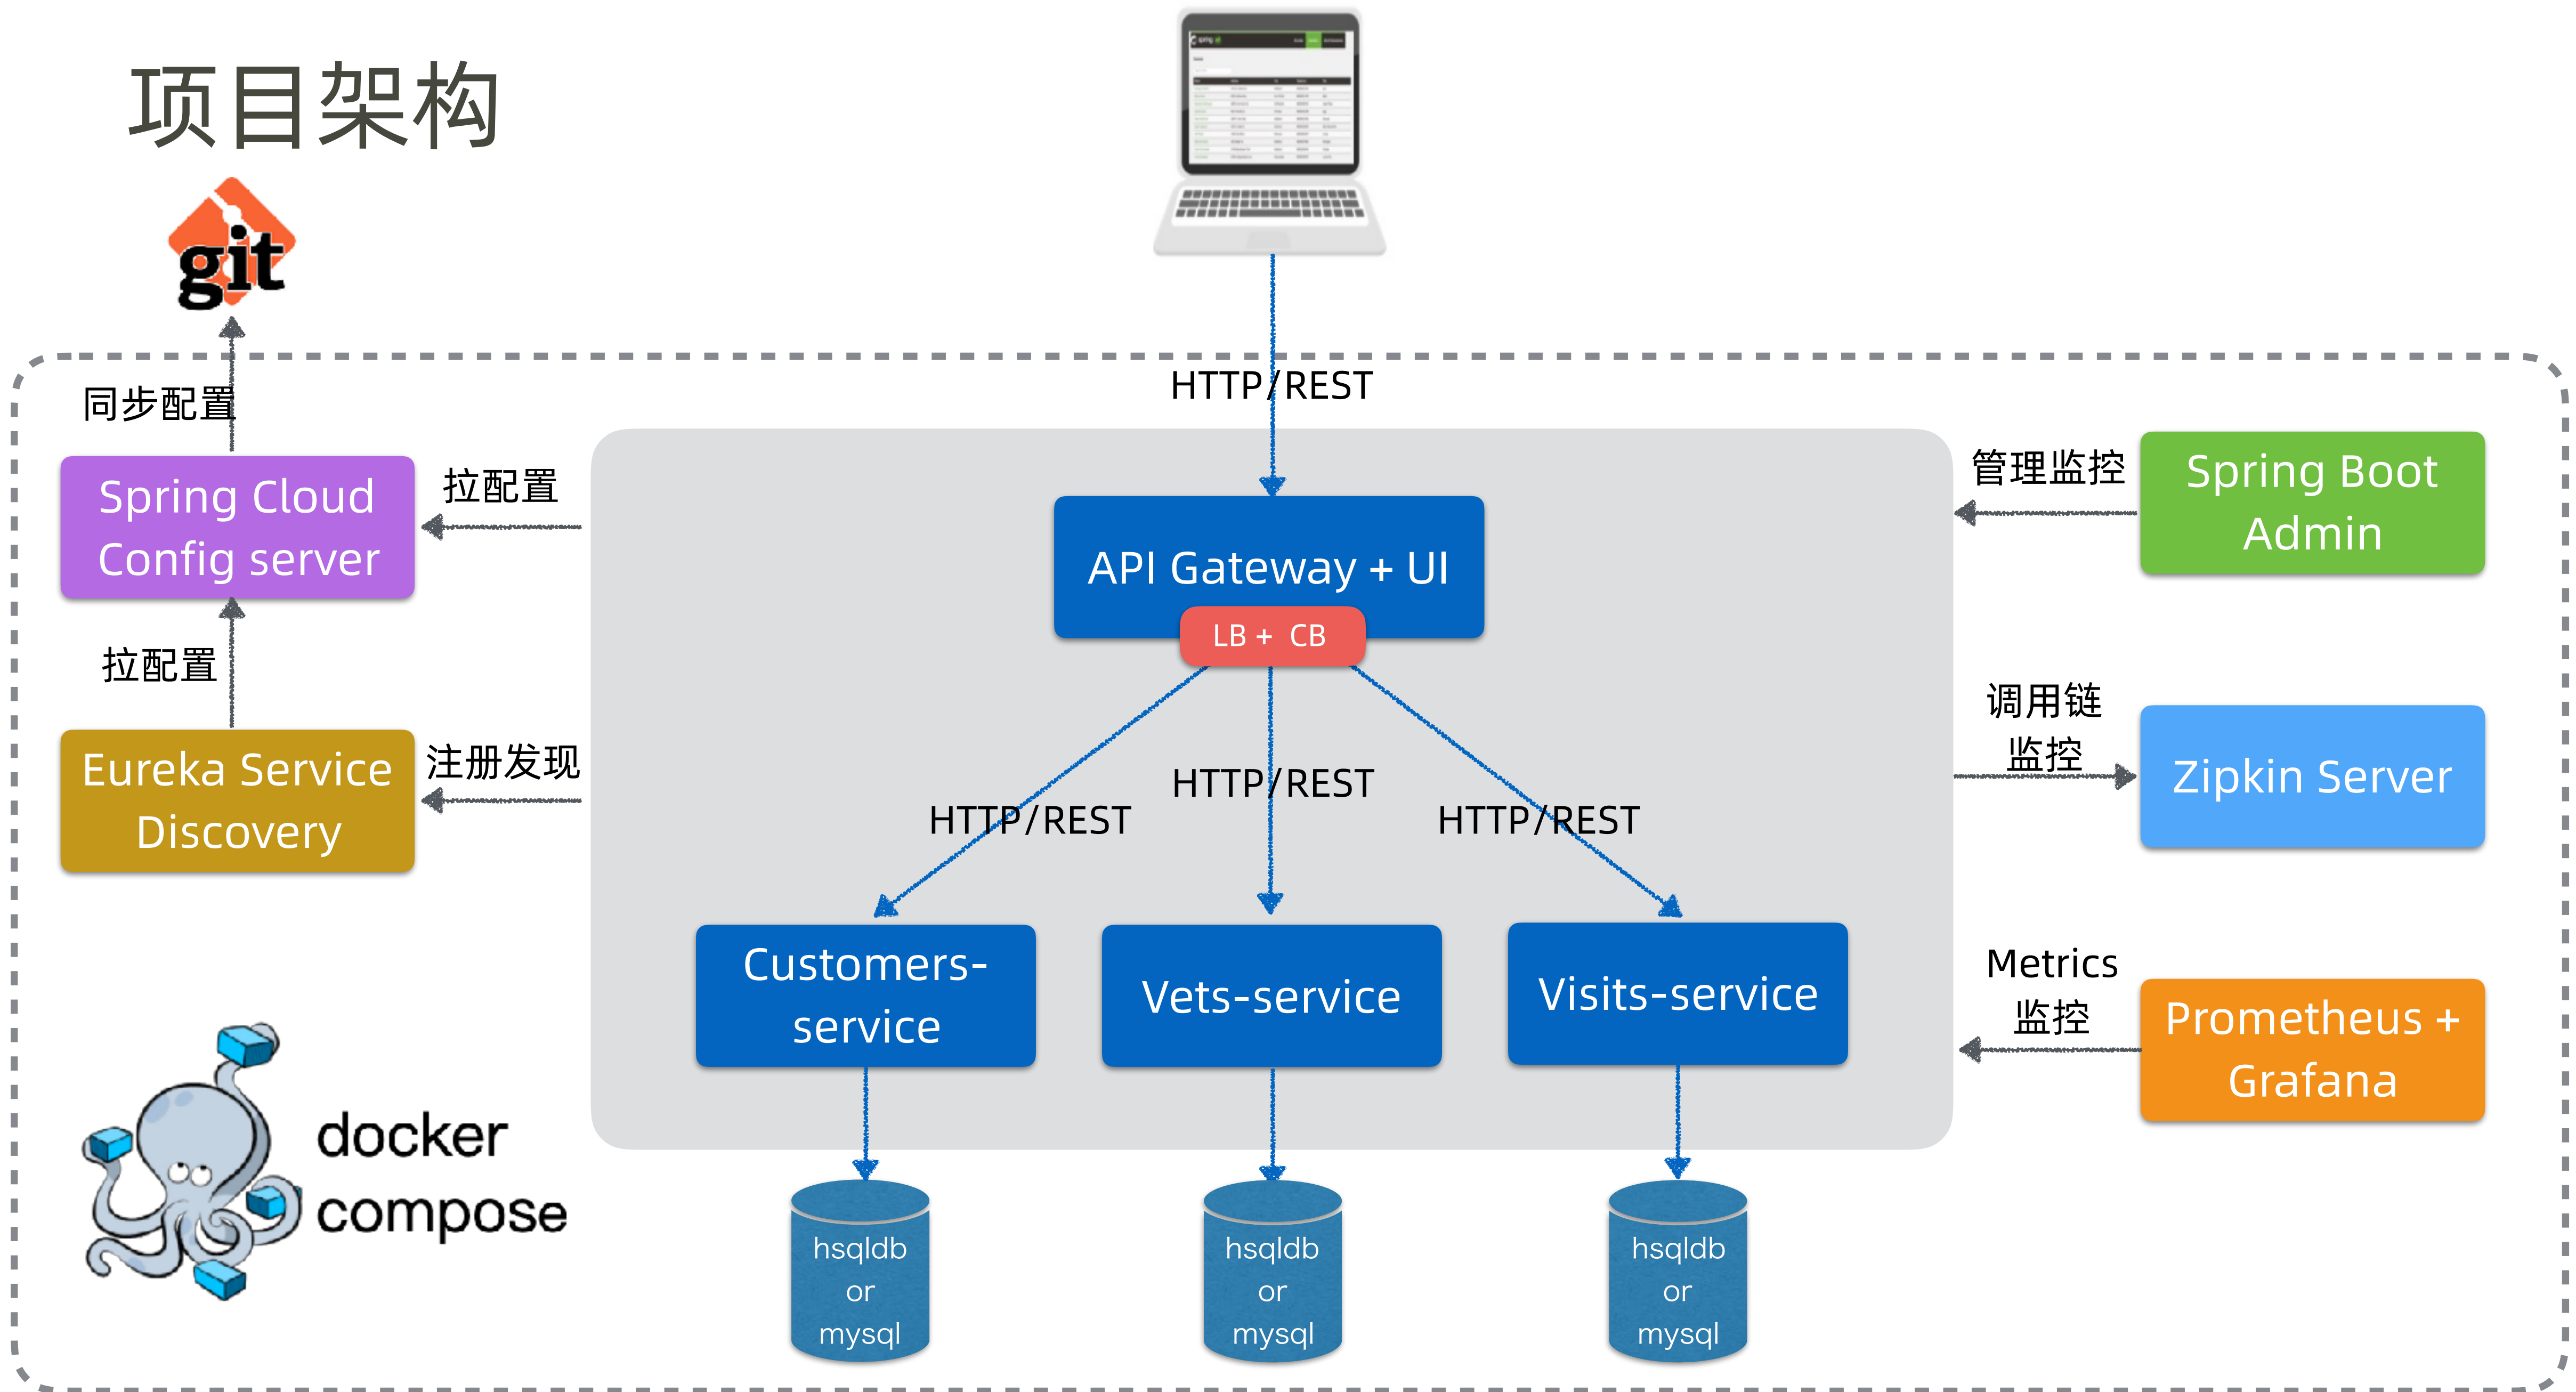 项目架构
spring
git
HTTP/REST
同步配置
Spring Cloud
Config server
拉配置
API Gateway + UI
LB + CB
管理监控
Spring Boot
Admin
拉配置
Eureka Service
Discovery
注册发现
HTTP/REST
HTTP/REST
HTTP/REST
调用链
监控
Zipkin Server
Customers-
service
Vets-service
Visits-service
Metrics
监控
Prometheus +
Grafana
docker
compose
hsqldb
or
mysql
hsqldb
or
mysql
hsqldb
or
mysql